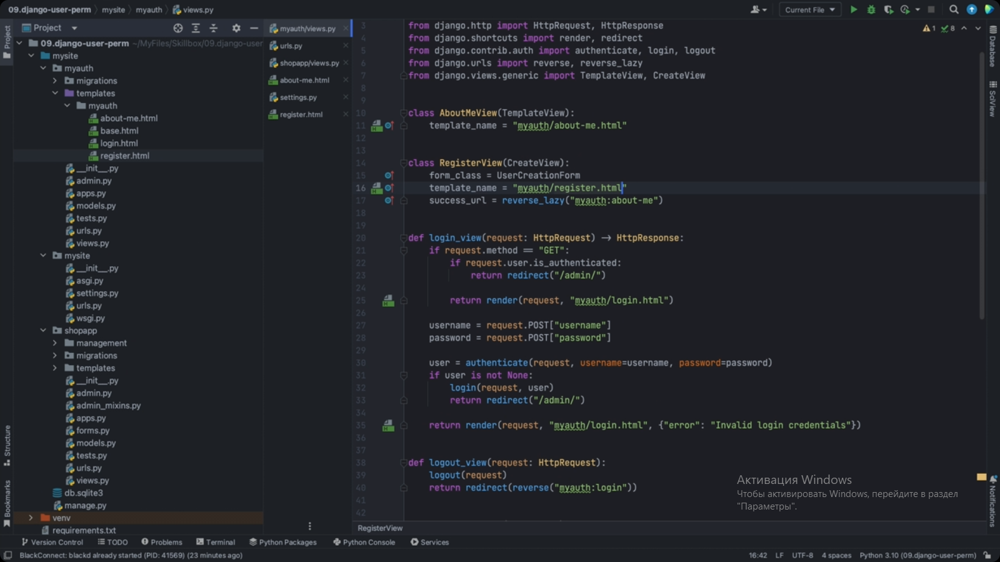 09.django-user-perm
mysite
myauth
views.py
Current File
Project
Project
09.django-user-perm ~/MyFiles/Skillbox/09.django-user
mysite
myauth
migrations
templates
myauth
about-me.html
base.html
login.html
register.html
__init__.py
admin.py
apps.py
models.py
tests.py
urls.py
views.py
mysite
__init__.py
asgi.py
settings.py
urls.py
wsgi.py
shopapp
management
migrations
templates
__init__.py
admin.py
admin_mixins.py
apps.py
forms.py
models.py
tests.py
urls.py
views.py
db.sqlite3
manage.py
venv
requirements.txt
Structure
Bookmarks
myauth/views.py
urls.py
shopapp/views.py
about-me.html
settings.py
register.html
3 from django.http import HttpRequest, HttpResponse
4 from django.shortcuts import render, redirect
5 from django.contrib.auth import authenticate, login, logout
6 from django.urls import reverse, reverse_lazy
7 from django.views.generic import TemplateView, CreateView
8
9
10 class AboutMeView(TemplateView):
11 template_name = "myauth/about-me.html"
12
13
14 class RegisterView(CreateView):
15 form_class = UserCreationForm
16 template_name = "myauth/register.html"
17 success_url = reverse_lazy("myauth:about-me")
18
19
20 def login_view(request: HttpRequest) -> HttpResponse:
21 if request.method == "GET":
22 if request.user.is_authenticated:
23 return redirect("/admin/")
24
25 return render(request, "myauth/login.html")
26
27 username = request.POST["username"]
28 password = request.POST["password"]
29
30 user = authenticate(request, username=username, password=password)
31 if user is not None:
32 login(request, user)
33 return redirect("/admin/")
34
35 return render(request, "myauth/login.html", {"error": "Invalid login credentials"})
36
37
38 def logout_view(request: HttpRequest):
39 logout(request)
40 return redirect(reverse("myauth:login"))
41
42
1 8
Database
SciView
Notifications
Активация Windows
Чтобы активировать Windows, перейдите в раздел
"Параметры".
RegisterView
Version Control TODO Problems Terminal Python Packages Python Console Services
BlackConnect: blackd already started (PID: 41569) (23 minutes ago)
16:42 LF UTF-8 4 spaces Python 3.10 (09.django-user-perm)